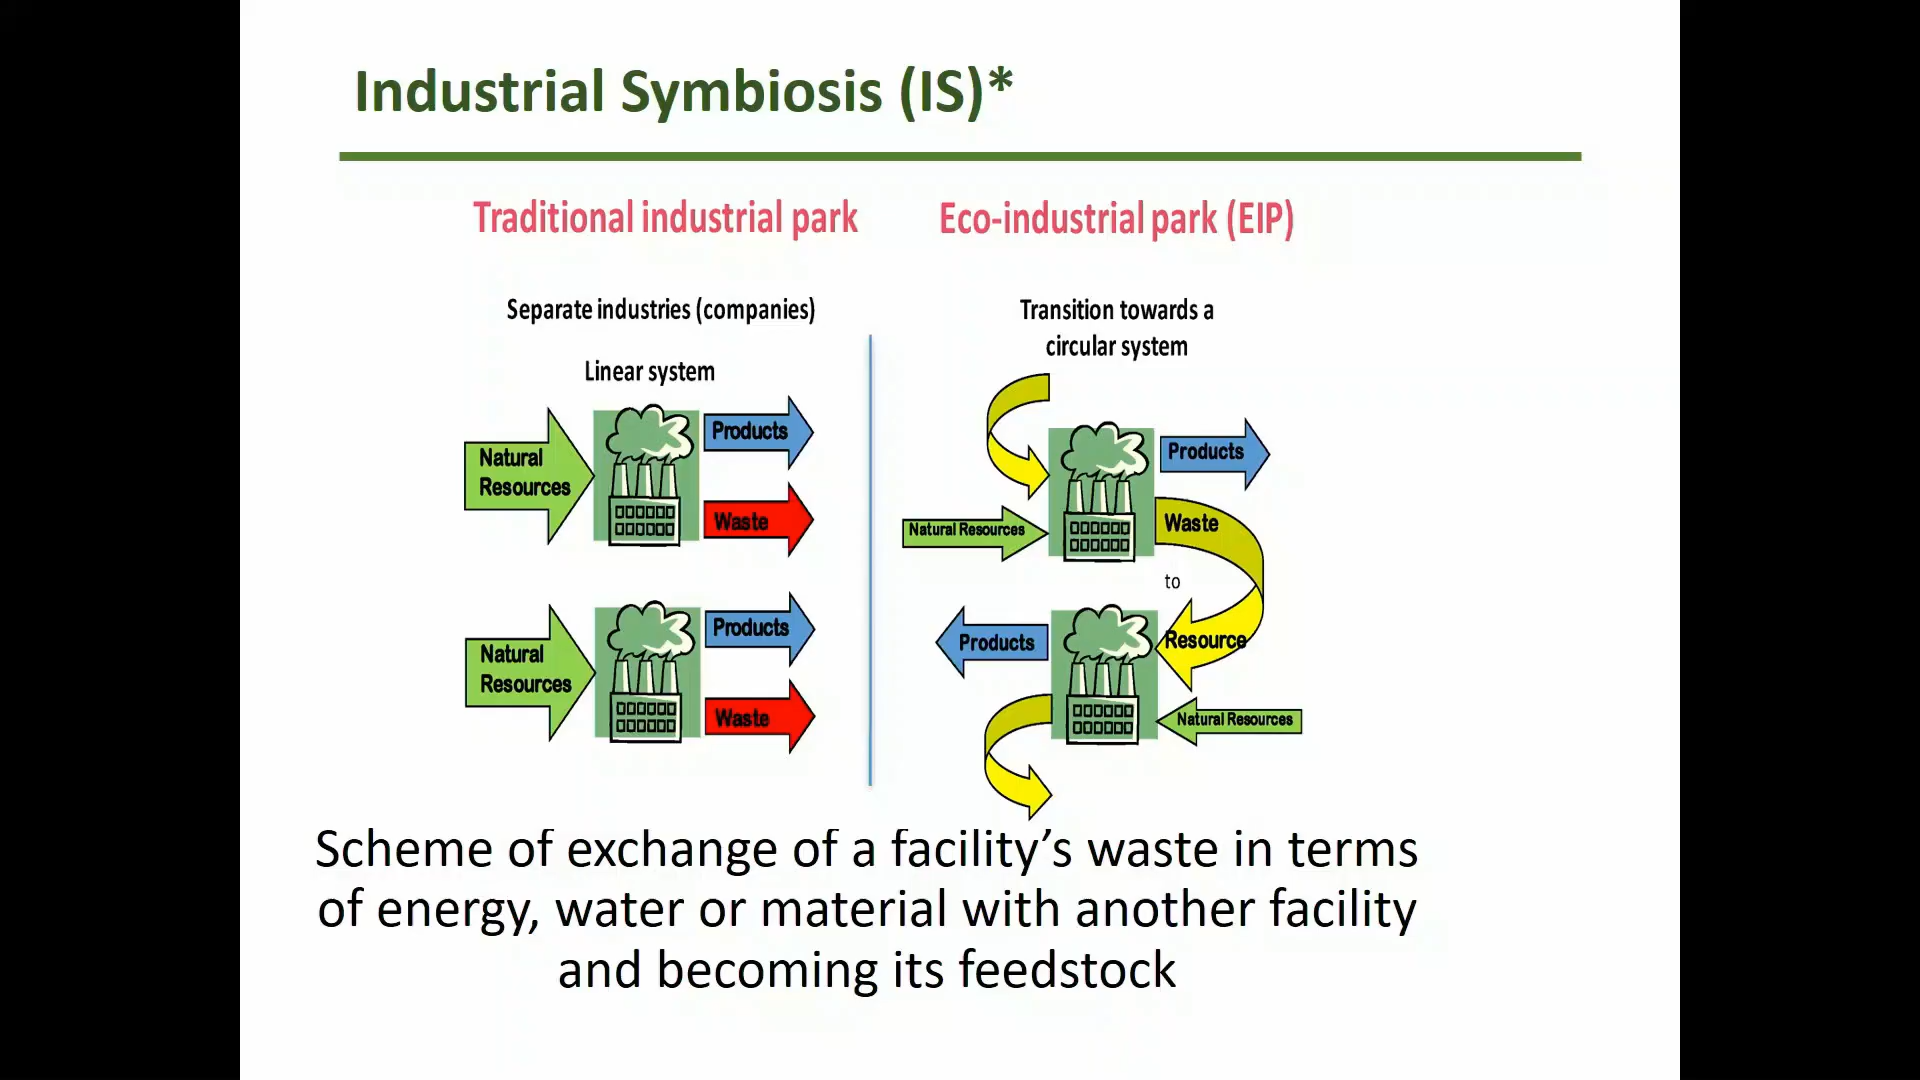 Industrial Symbiosis (IS)*
Traditional industrial park
Separate industries (companies)
Linear system
Natural
Resources
Products
Waste
Natural
Resources
Products
Waste
Eco-industrial park (EIP)
Transition towards a
circular system
Products
Natural Resources
Waste
to
Resource
Products
Natural Resources
Scheme of exchange of a facility’s waste in terms
of energy, water or material with another facility
and becoming its feedstock